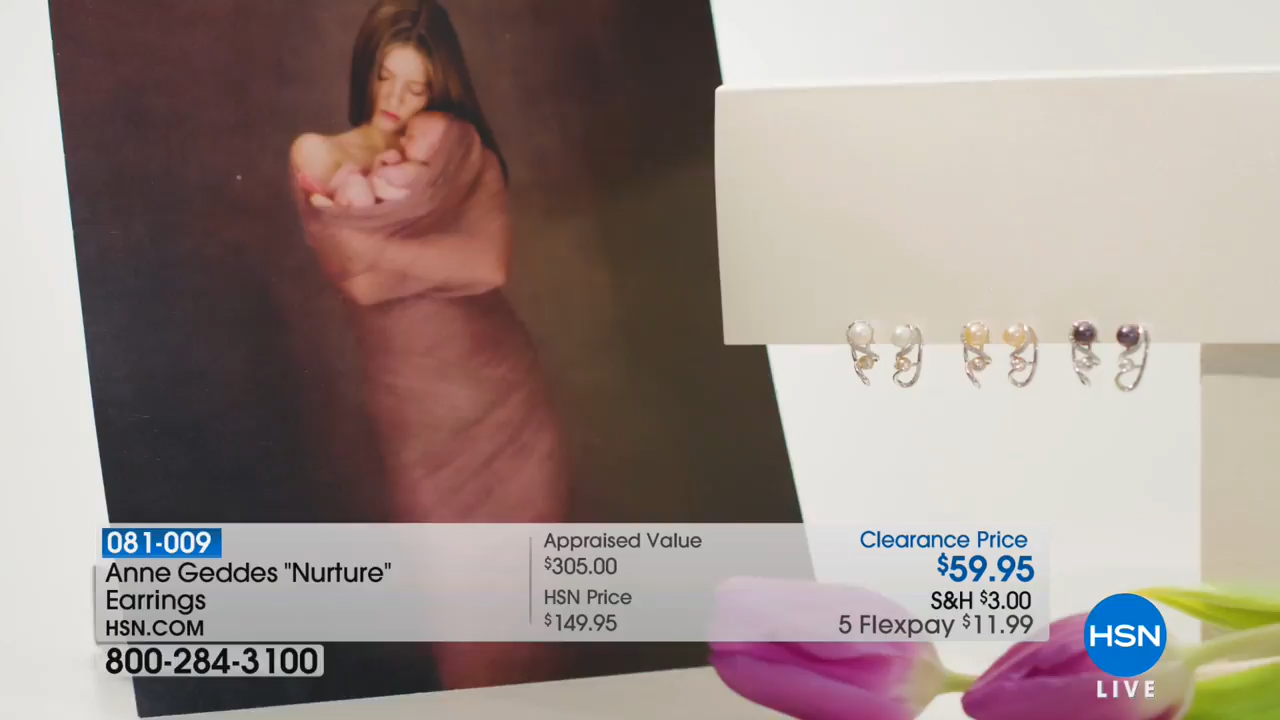 081-009
Anne Geddes "Nurture"
Earrings
HSN.COM
800-284-3100
Appraised Value
$305.00
HSN Price
$149.95
Clearance Price
$59.95
S&H $3.00
5 Flexpay $11.99
HSN
LIVE